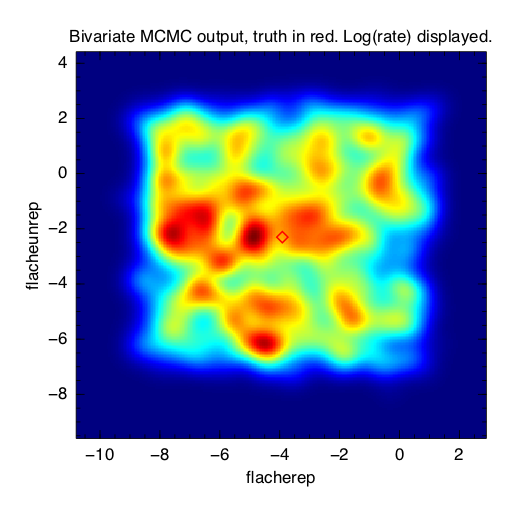 Bivariate MCMC output, truth in red. Log(rate) displayed.
4
2
0
−2
−4
−6
−8
flacheunrep
−10 −8 −6 −4 −2 0 2
flacherep